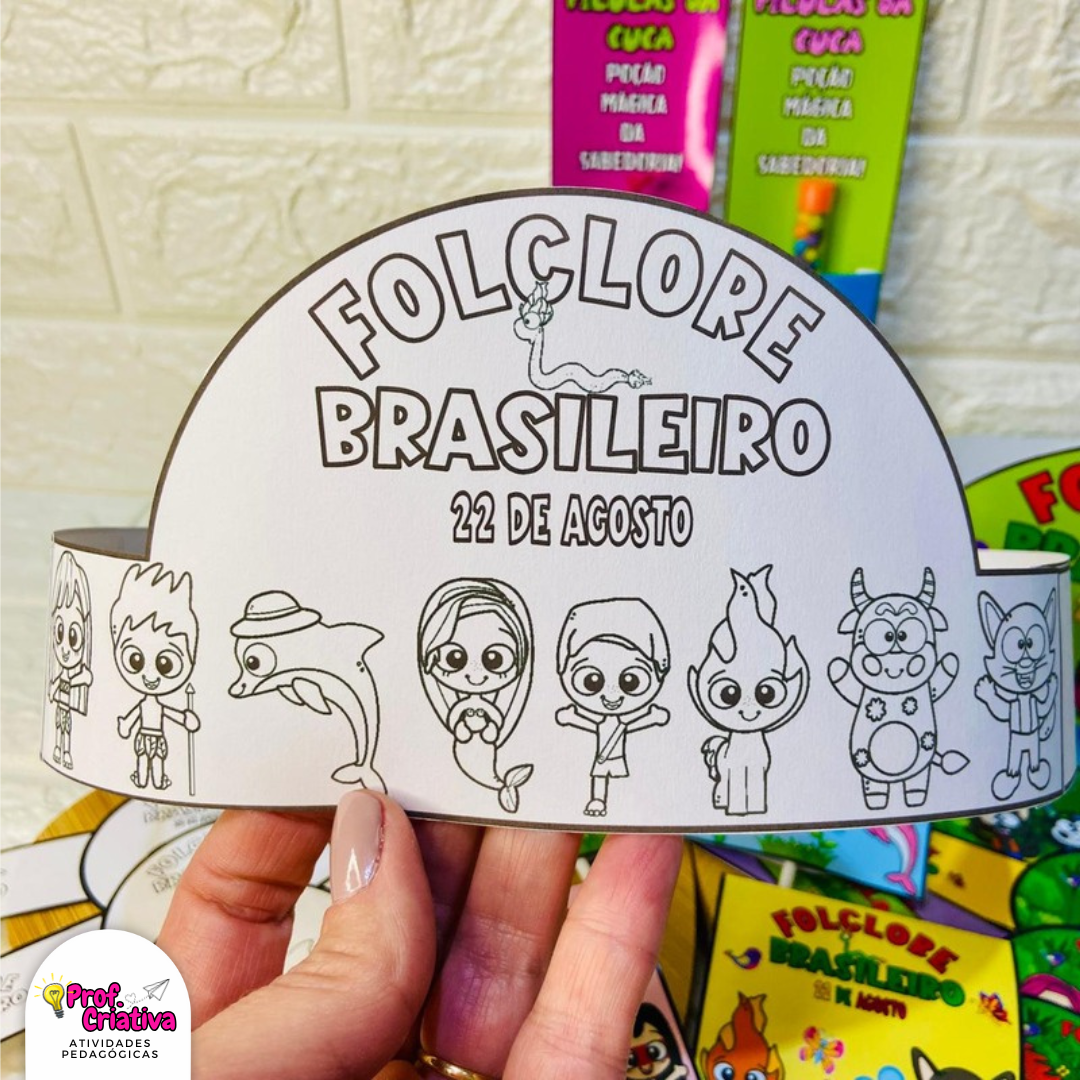 PÍLULAS DA
CUCA
POÇÃO
MÁGICA
DA
SABEDORIA!
PÍLULAS DA
CUCA
POÇÃO
MÁGICA
DA
SABEDORIA!
FOLCLORE
BRASILEIRO
22 DE AGOSTO
FO
FOLCLORE
BRASILEIRO
22 DE AGOSTO
Prof.
Criativa
ATIVIDADES
PEDAGÓGICAS